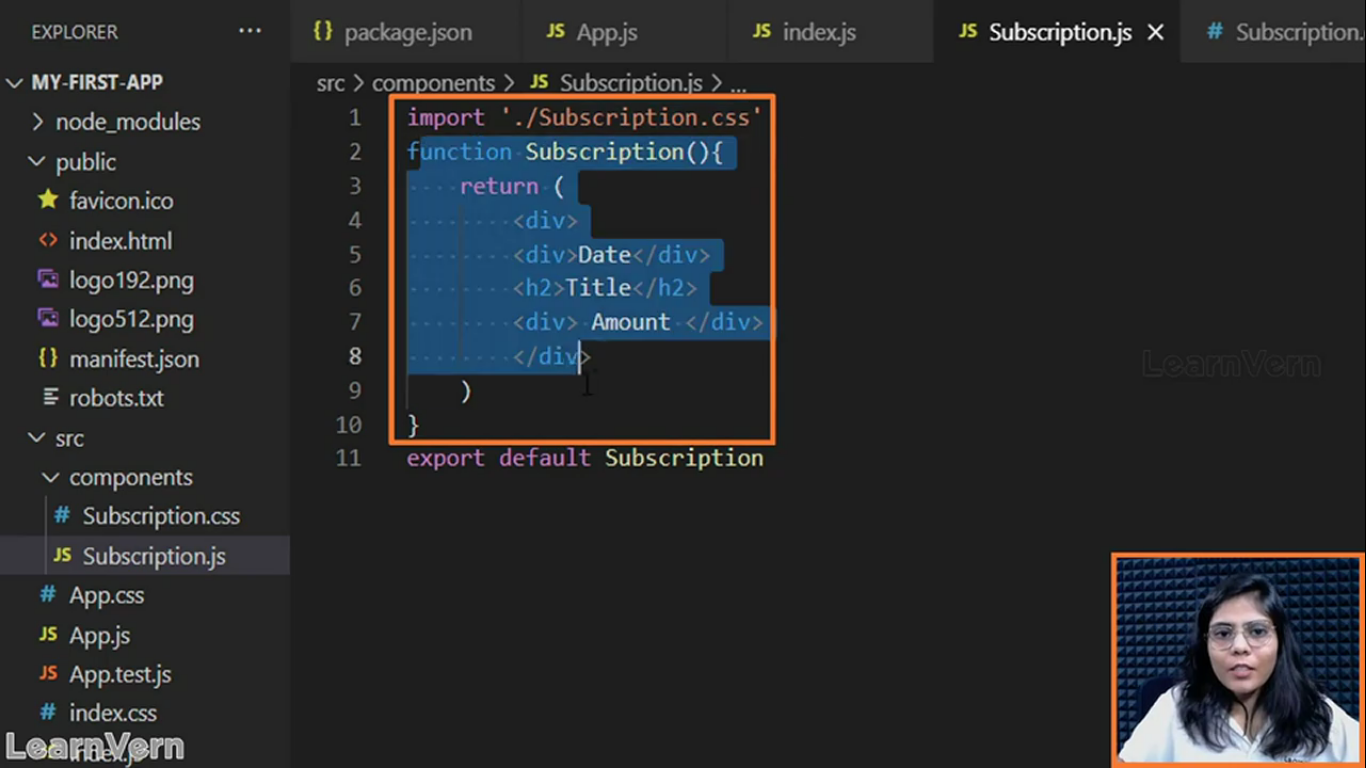 EXPLORER
MY-FIRST-APP
node_modules
public
favicon.ico
index.html
logo192.png
logo512.png
manifest.json
robots.txt
src
components
Subscription.css
Subscription.js
App.css
App.js
App.test.js
index.css
index.js
LearnVern
package.json
App.js
index.js
Subscription.js
Subscription.
src > components > JS Subscription.js > ...
1 import './Subscription.css'
2 function Subscription(){
3 return (
4 <div>
5 <div>Date</div>
6 <h2>Title</h2>
7 <div> Amount </div>
8 </div>
9 )
10 }
11 export default Subscription
LearnVern